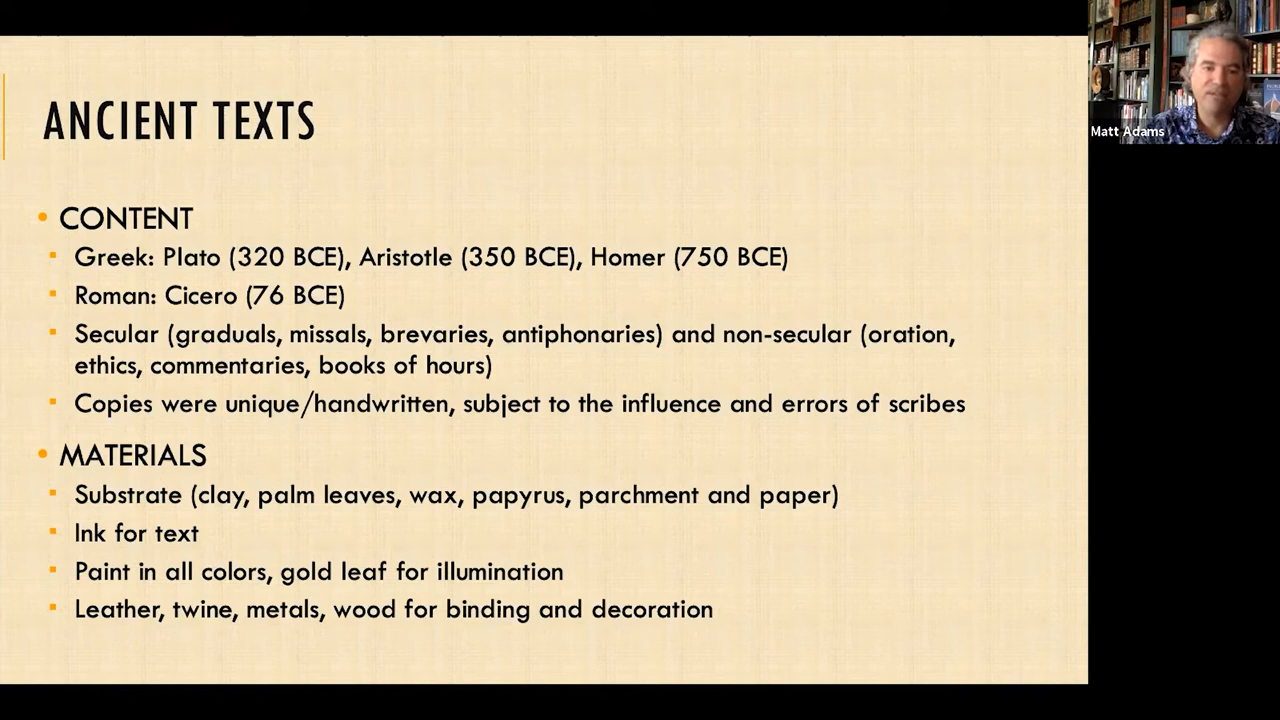 ANCIENT TEXTS
• CONTENT
▪ Greek: Plato (320 BCE), Aristotle (350 BCE), Homer (750 BCE)
▪ Roman: Cicero (76 BCE)
▪ Secular (graduals, missals, brevaries, antiphonaries) and non-secular (oration,
ethics, commentaries, books of hours)
▪ Copies were unique/handwritten, subject to the influence and errors of scribes
• MATERIALS
▪ Substrate (clay, palm leaves, wax, papyrus, parchment and paper)
▪ Ink for text
▪ Paint in all colors, gold leaf for illumination
▪ Leather, twine, metals, wood for binding and decoration
Matt Adams